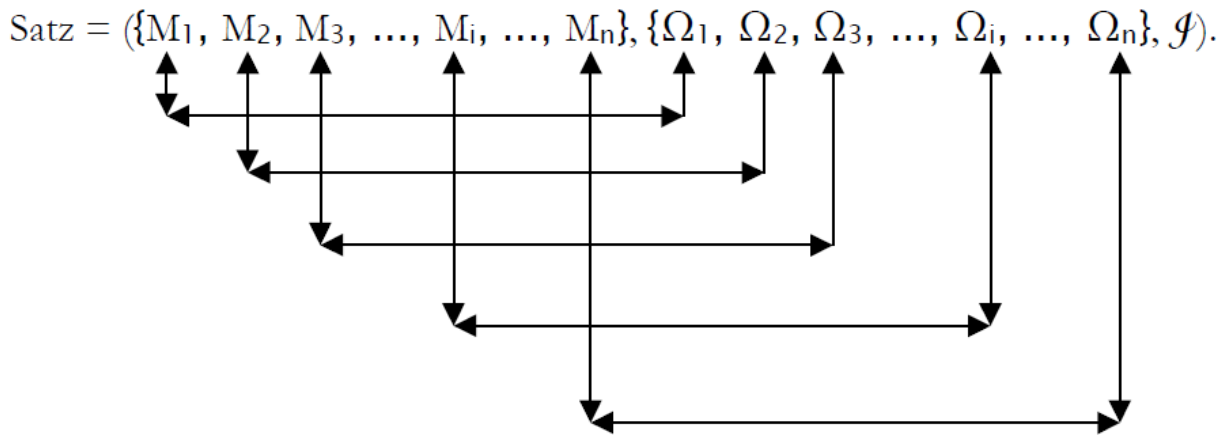 Satz = ({M₁, M₂, M₃, ..., Mᵢ, ..., Mₙ}, {Ω₁, Ω₂, Ω₃, ..., Ωᵢ, ..., Ωₙ}, ℐ).